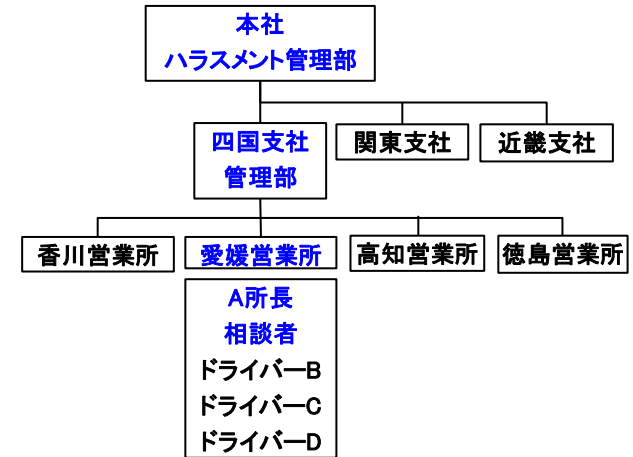 本社
ハラスメント管理部
四国支社
管理部
関東支社
近畿支社
香川営業所
愛媛営業所
高知営業所
徳島営業所
A所長
相談者
ドライバーB
ドライバーC
ドライバーD